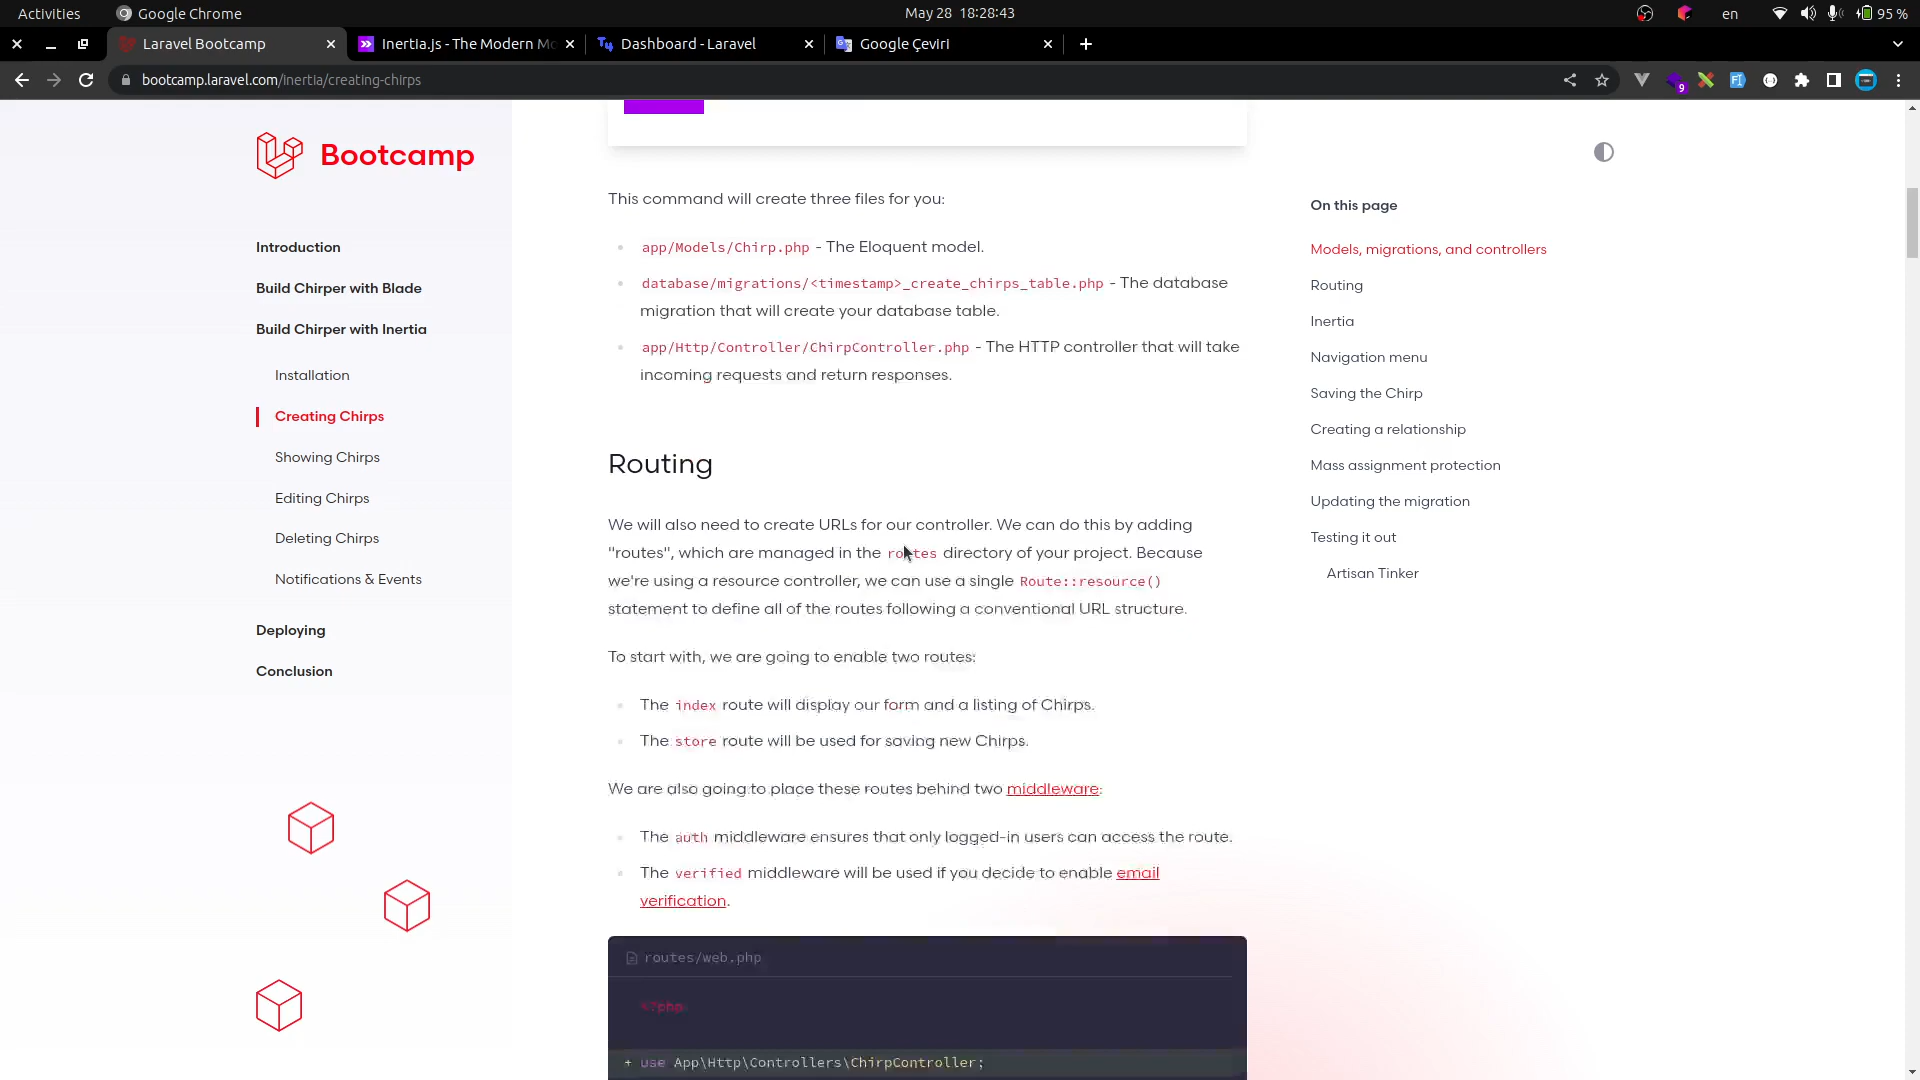 Activities
Google Chrome
May 28 18:28:43
en
95 %
Laravel Bootcamp
Inertia.js - The Modern Mo
Dashboard - Laravel
Google Çeviri
bootcamp.laravel.com/inertia/creating-chirps
9
Bootcamp
Introduction
Build Chirper with Blade
Build Chirper with Inertia
Installation
Creating Chirps
Showing Chirps
Editing Chirps
Deleting Chirps
Notifications & Events
Deploying
Conclusion
This command will create three files for you:
app/Models/Chirp.php - The Eloquent model.
database/migrations/<timestamp>_create_chirps_table.php - The database
migration that will create your database table.
app/Http/Controller/ChirpController.php - The HTTP controller that will take
incoming requests and return responses.
Routing
We will also need to create URLs for our controller. We can do this by adding
"routes", which are managed in the routes directory of your project. Because
we're using a resource controller, we can use a single Route::resource()
statement to define all of the routes following a conventional URL structure.
To start with, we are going to enable two routes:
The index route will display our form and a listing of Chirps.
The store route will be used for saving new Chirps.
We are also going to place these routes behind two middleware:
The auth middleware ensures that only logged-in users can access the route.
The verified middleware will be used if you decide to enable email
verification.
routes/web.php
<?php
+ use App\Http\Controllers\ChirpController;
On this page
Models, migrations, and controllers
Routing
Inertia
Navigation menu
Saving the Chirp
Creating a relationship
Mass assignment protection
Updating the migration
Testing it out
Artisan Tinker